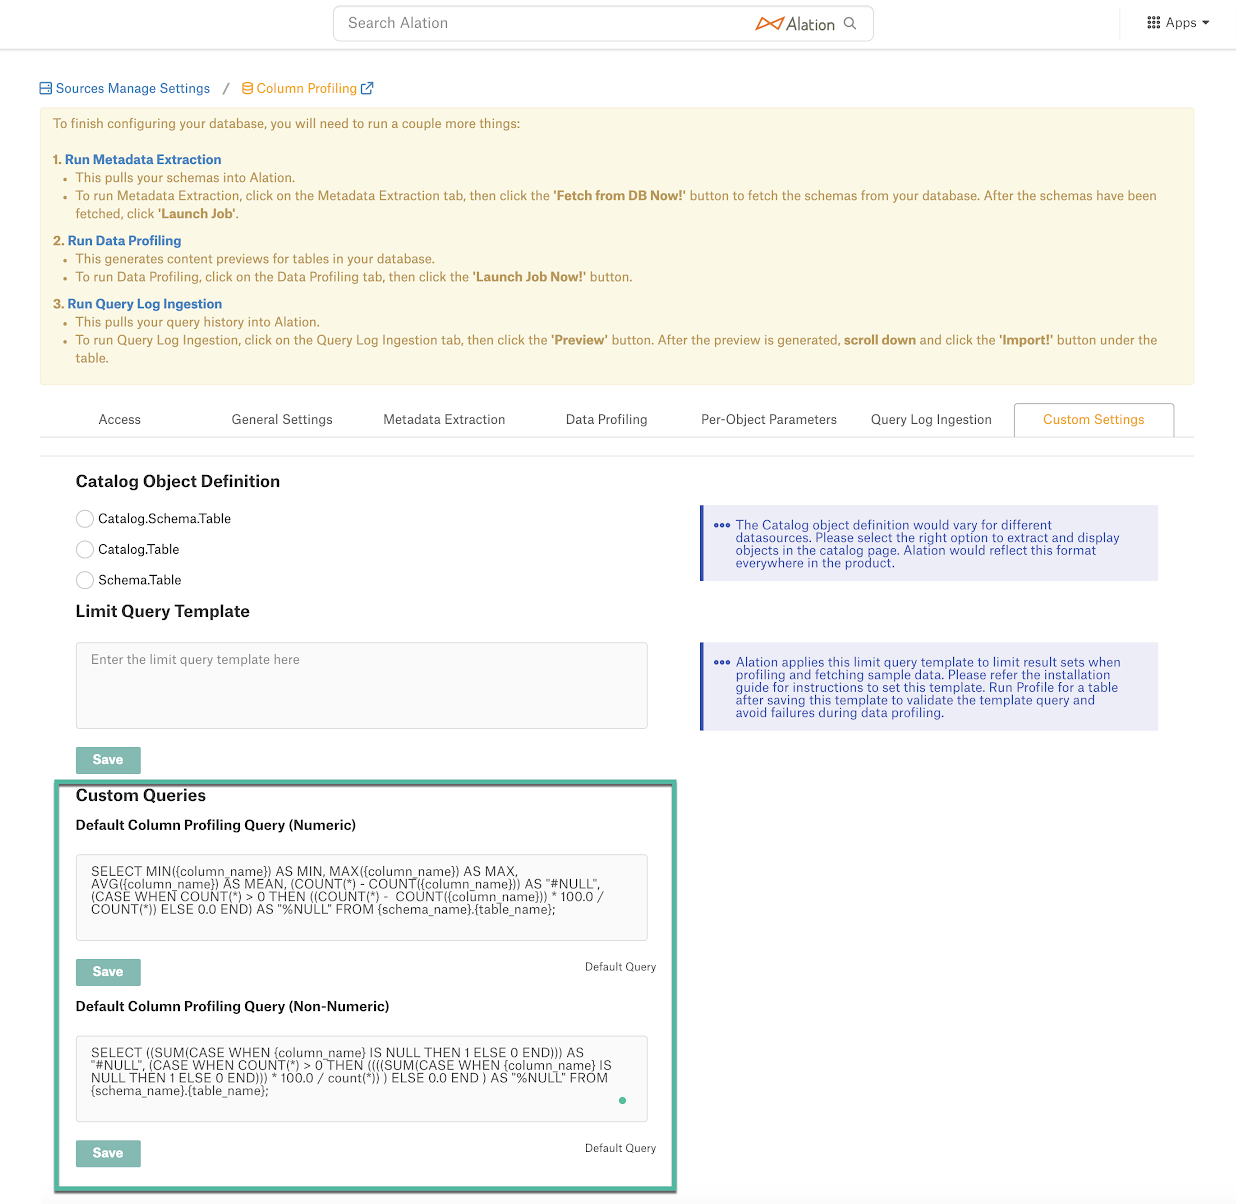 Search Alation
Alation
Apps
Sources Manage Settings / Column Profiling
To finish configuring your database, you will need to run a couple more things:
1. Run Metadata Extraction
• This pulls your schemas into Alation.
• To run Metadata Extraction, click on the Metadata Extraction tab, then click the 'Fetch from DB Now!' button to fetch the schemas from your database. After the schemas have been
fetched, click 'Launch Job'.
2. Run Data Profiling
• This generates content previews for tables in your database.
• To run Data Profiling, click on the Data Profiling tab, then click the 'Launch Job Now!' button.
3. Run Query Log Ingestion
• This pulls your query history into Alation.
• To run Query Log Ingestion, click on the Query Log Ingestion tab, then click the 'Preview' button. After the preview is generated, scroll down and click the 'Import!' button under the
table.
Access General Settings Metadata Extraction Data Profiling Per-Object Parameters Query Log Ingestion Custom Settings
Catalog Object Definition
Catalog.Schema.Table
Catalog.Table
Schema.Table
The Catalog object definition would vary for different
datasources. Please select the right option to extract and display
objects in the catalog page. Alation would reflect this format
everywhere in the product.
Limit Query Template
Enter the limit query template here
Alation applies this limit query template to limit result sets when
profiling and fetching sample data. Please refer the installation
guide for instructions to set this template. Run Profile for a table
after saving this template to validate the template query and
avoid failures during data profiling.
Save
Custom Queries
Default Column Profiling Query (Numeric)
SELECT MIN({column_name}) AS MIN, MAX({column_name}) AS MAX,
AVG({column_name}) AS MEAN, (COUNT(*) - COUNT({column_name})) AS "#NULL",
(CASE WHEN COUNT(*) > 0 THEN ((COUNT(*) - COUNT({column_name})) * 100.0 /
COUNT(*)) ELSE 0.0 END) AS "%NULL" FROM {schema_name}.{table_name};
Save
Default Query
Default Column Profiling Query (Non-Numeric)
SELECT ((SUM(CASE WHEN {column_name} IS NULL THEN 1 ELSE 0 END))) AS
"#NULL", (CASE WHEN COUNT(*) > 0 THEN ((((SUM(CASE WHEN {column_name} IS
NULL THEN 1 ELSE 0 END))) * 100.0 / count(*)) ) ELSE 0.0 END ) AS "%NULL" FROM
{schema_name}.{table_name};
Save
Default Query